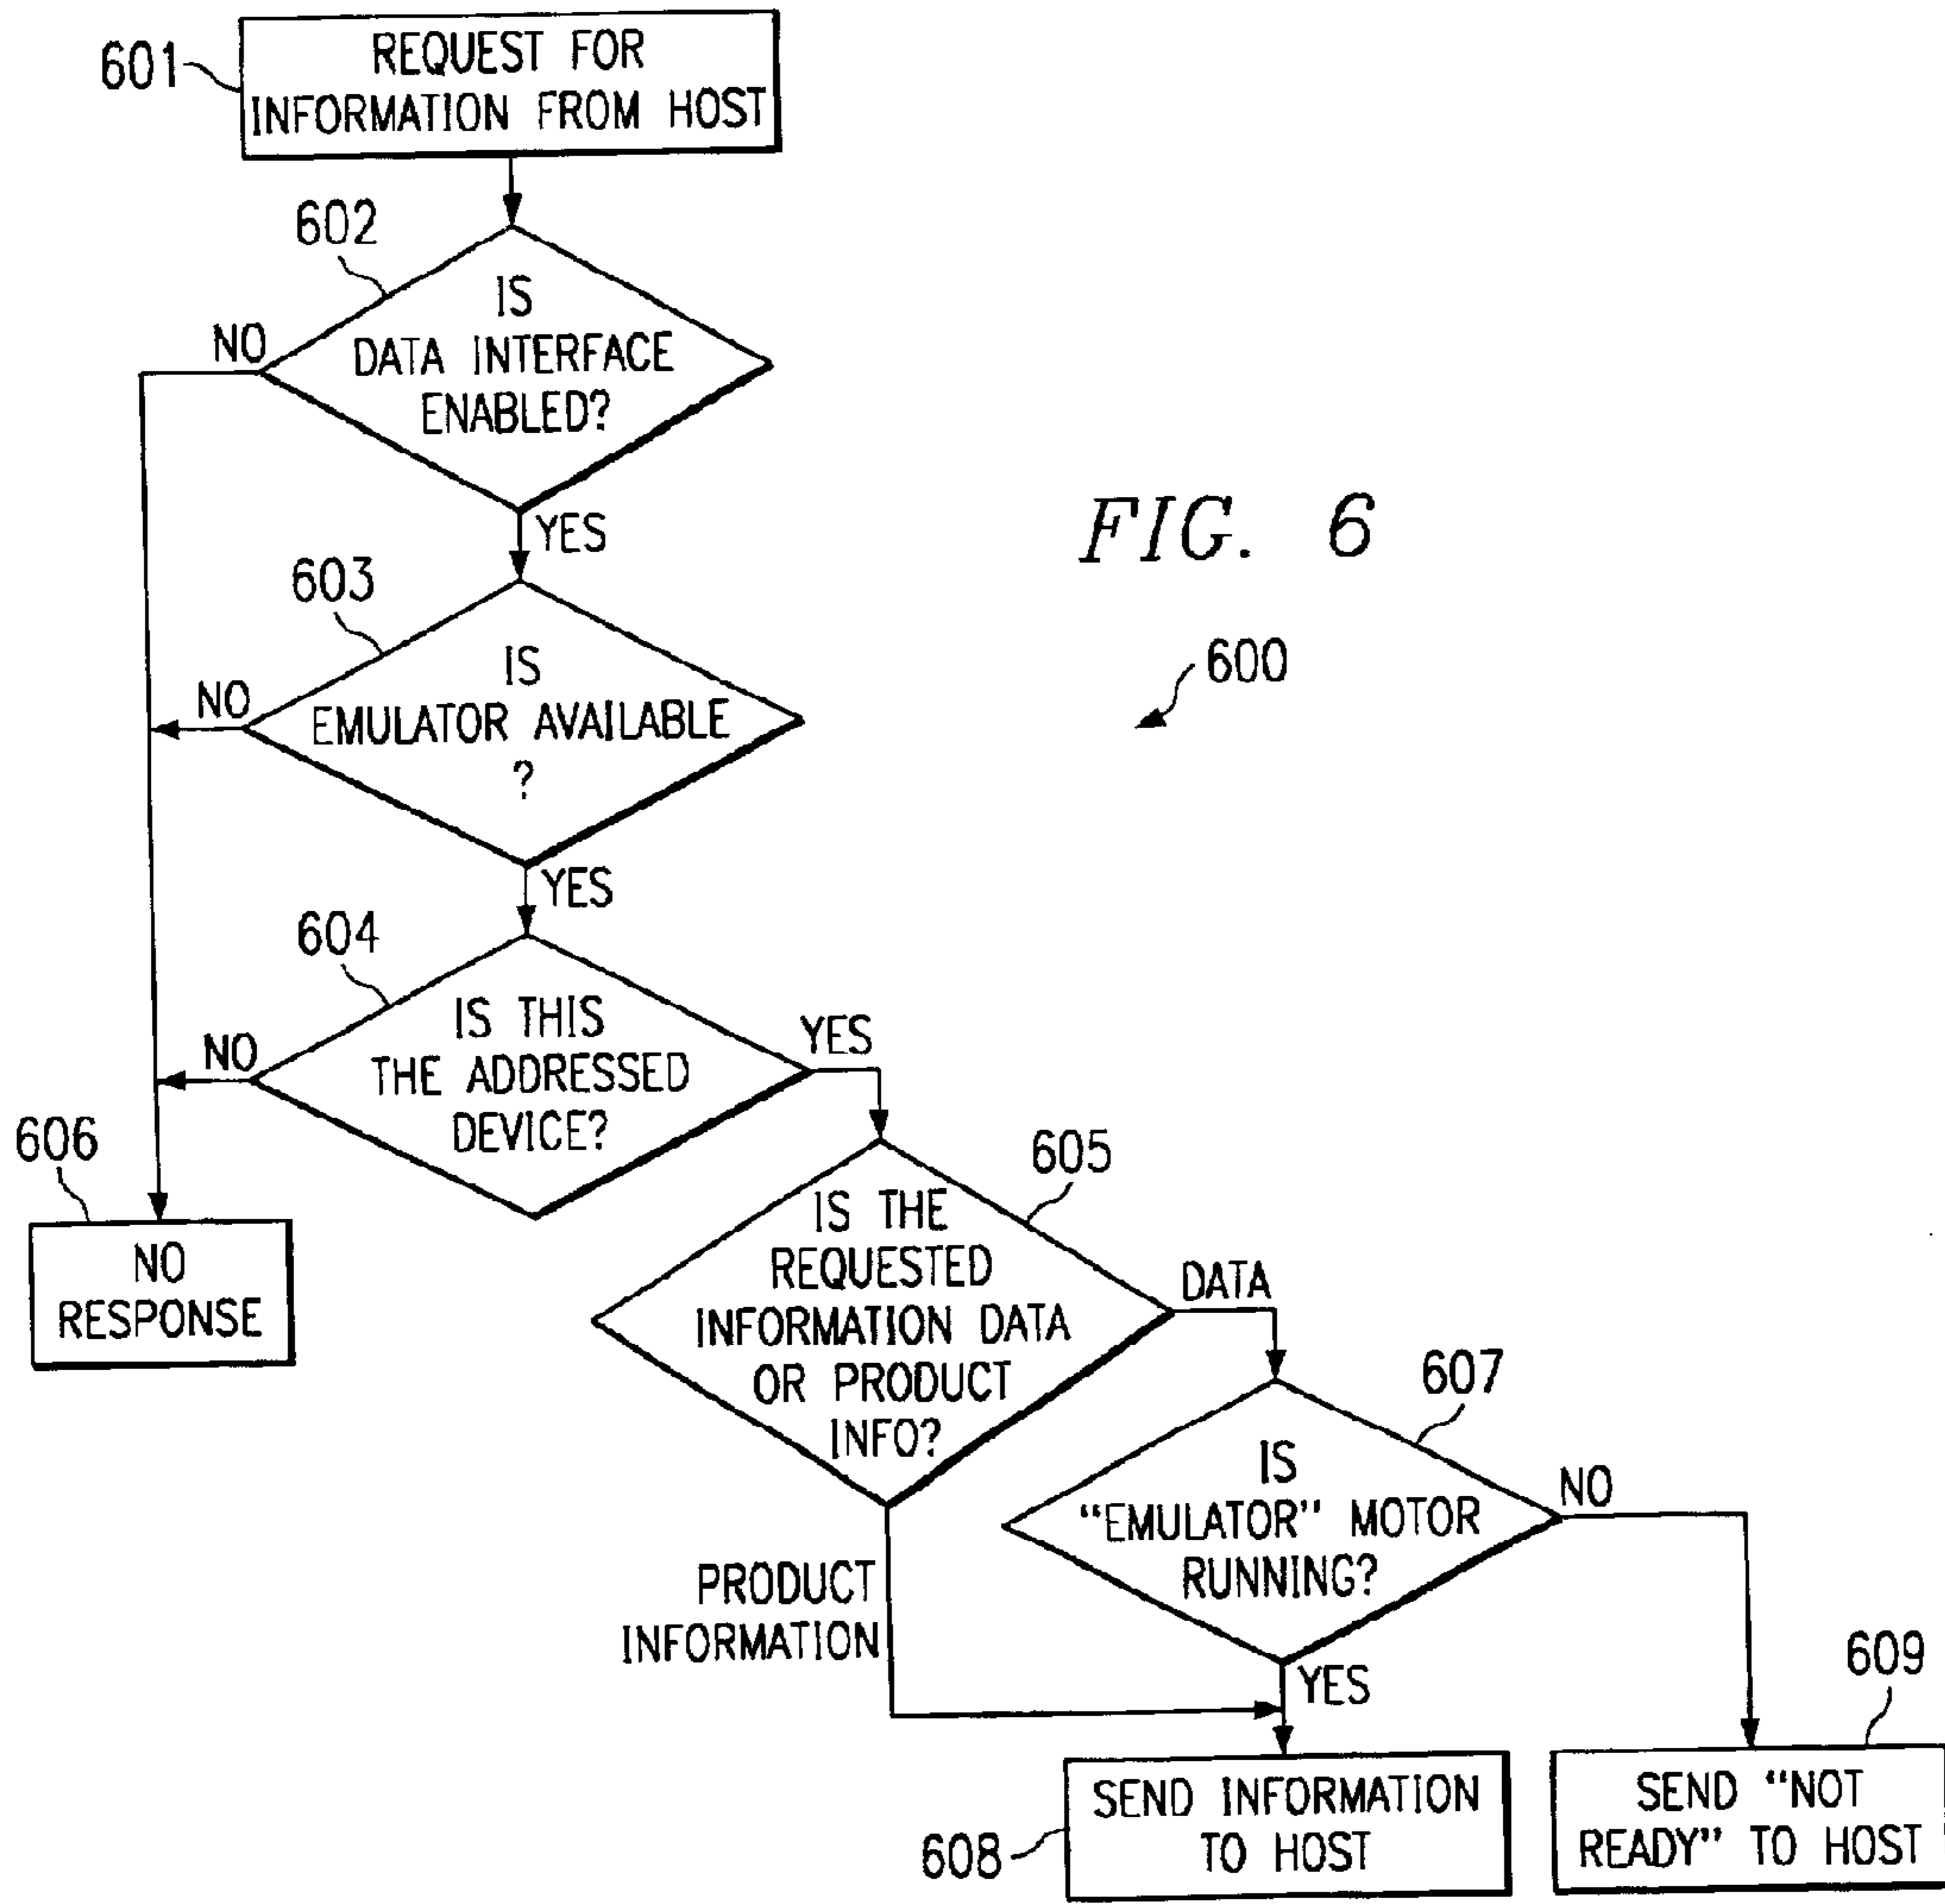 601
REQUEST FOR
INFORMATION FROM HOST
602
IS
DATA INTERFACE
ENABLED?
NO
YES
FIG. 6
600
603
IS
EMULATOR AVAILABLE
?
NO
YES
604
IS THIS
THE ADDRESSED
DEVICE?
NO
YES
606
NO
RESPONSE
605
IS THE
REQUESTED
INFORMATION DATA
OR PRODUCT
INFO?
DATA
PRODUCT
INFORMATION
607
IS
“EMULATOR” MOTOR
RUNNING?
NO
YES
608
SEND INFORMATION
TO HOST
609
SEND “NOT
READY” TO HOST